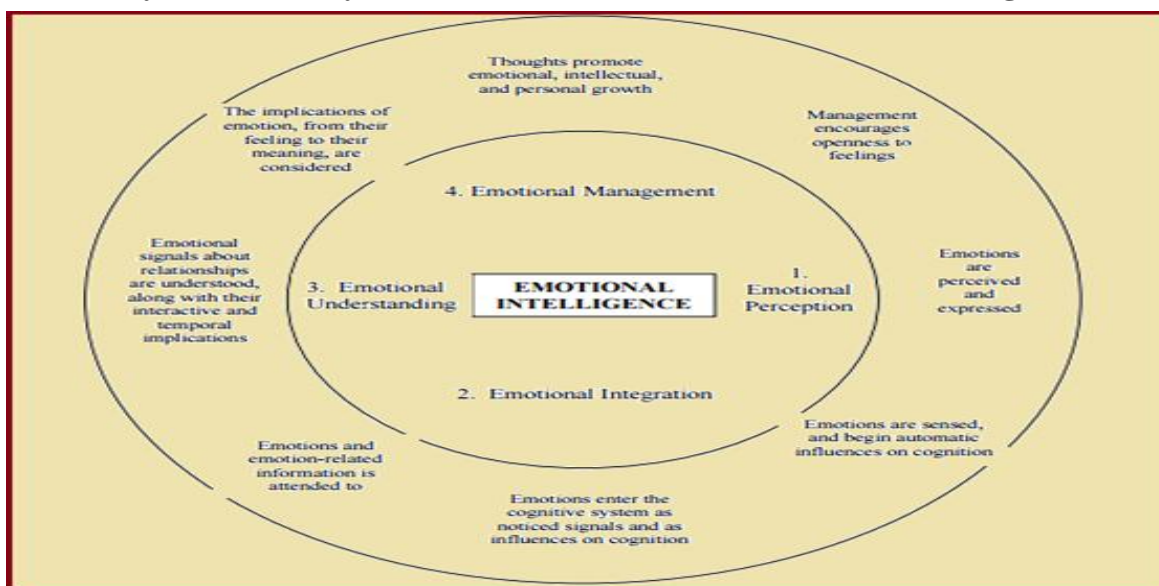 Thoughts promote
emotional, intellectual,
and personal growth
The implications of
emotion, from their
feeling to their
meaning, are
considered
Management
encourages
openness to
feelings
4. Emotional Management
Emotional
signals about
relationships
are understood,
along with their
interactive and
temporal
implications
3. Emotional
Understanding
EMOTIONAL
INTELLIGENCE
1.
Emotional
Perception
Emotions
are
perceived
and
expressed
2. Emotional Integration
Emotions are sensed,
and begin automatic
influences on cognition
Emotions and
emotion-related
information is
attended to
Emotions enter the
cognitive system as
noticed signals and as
influences on cognition